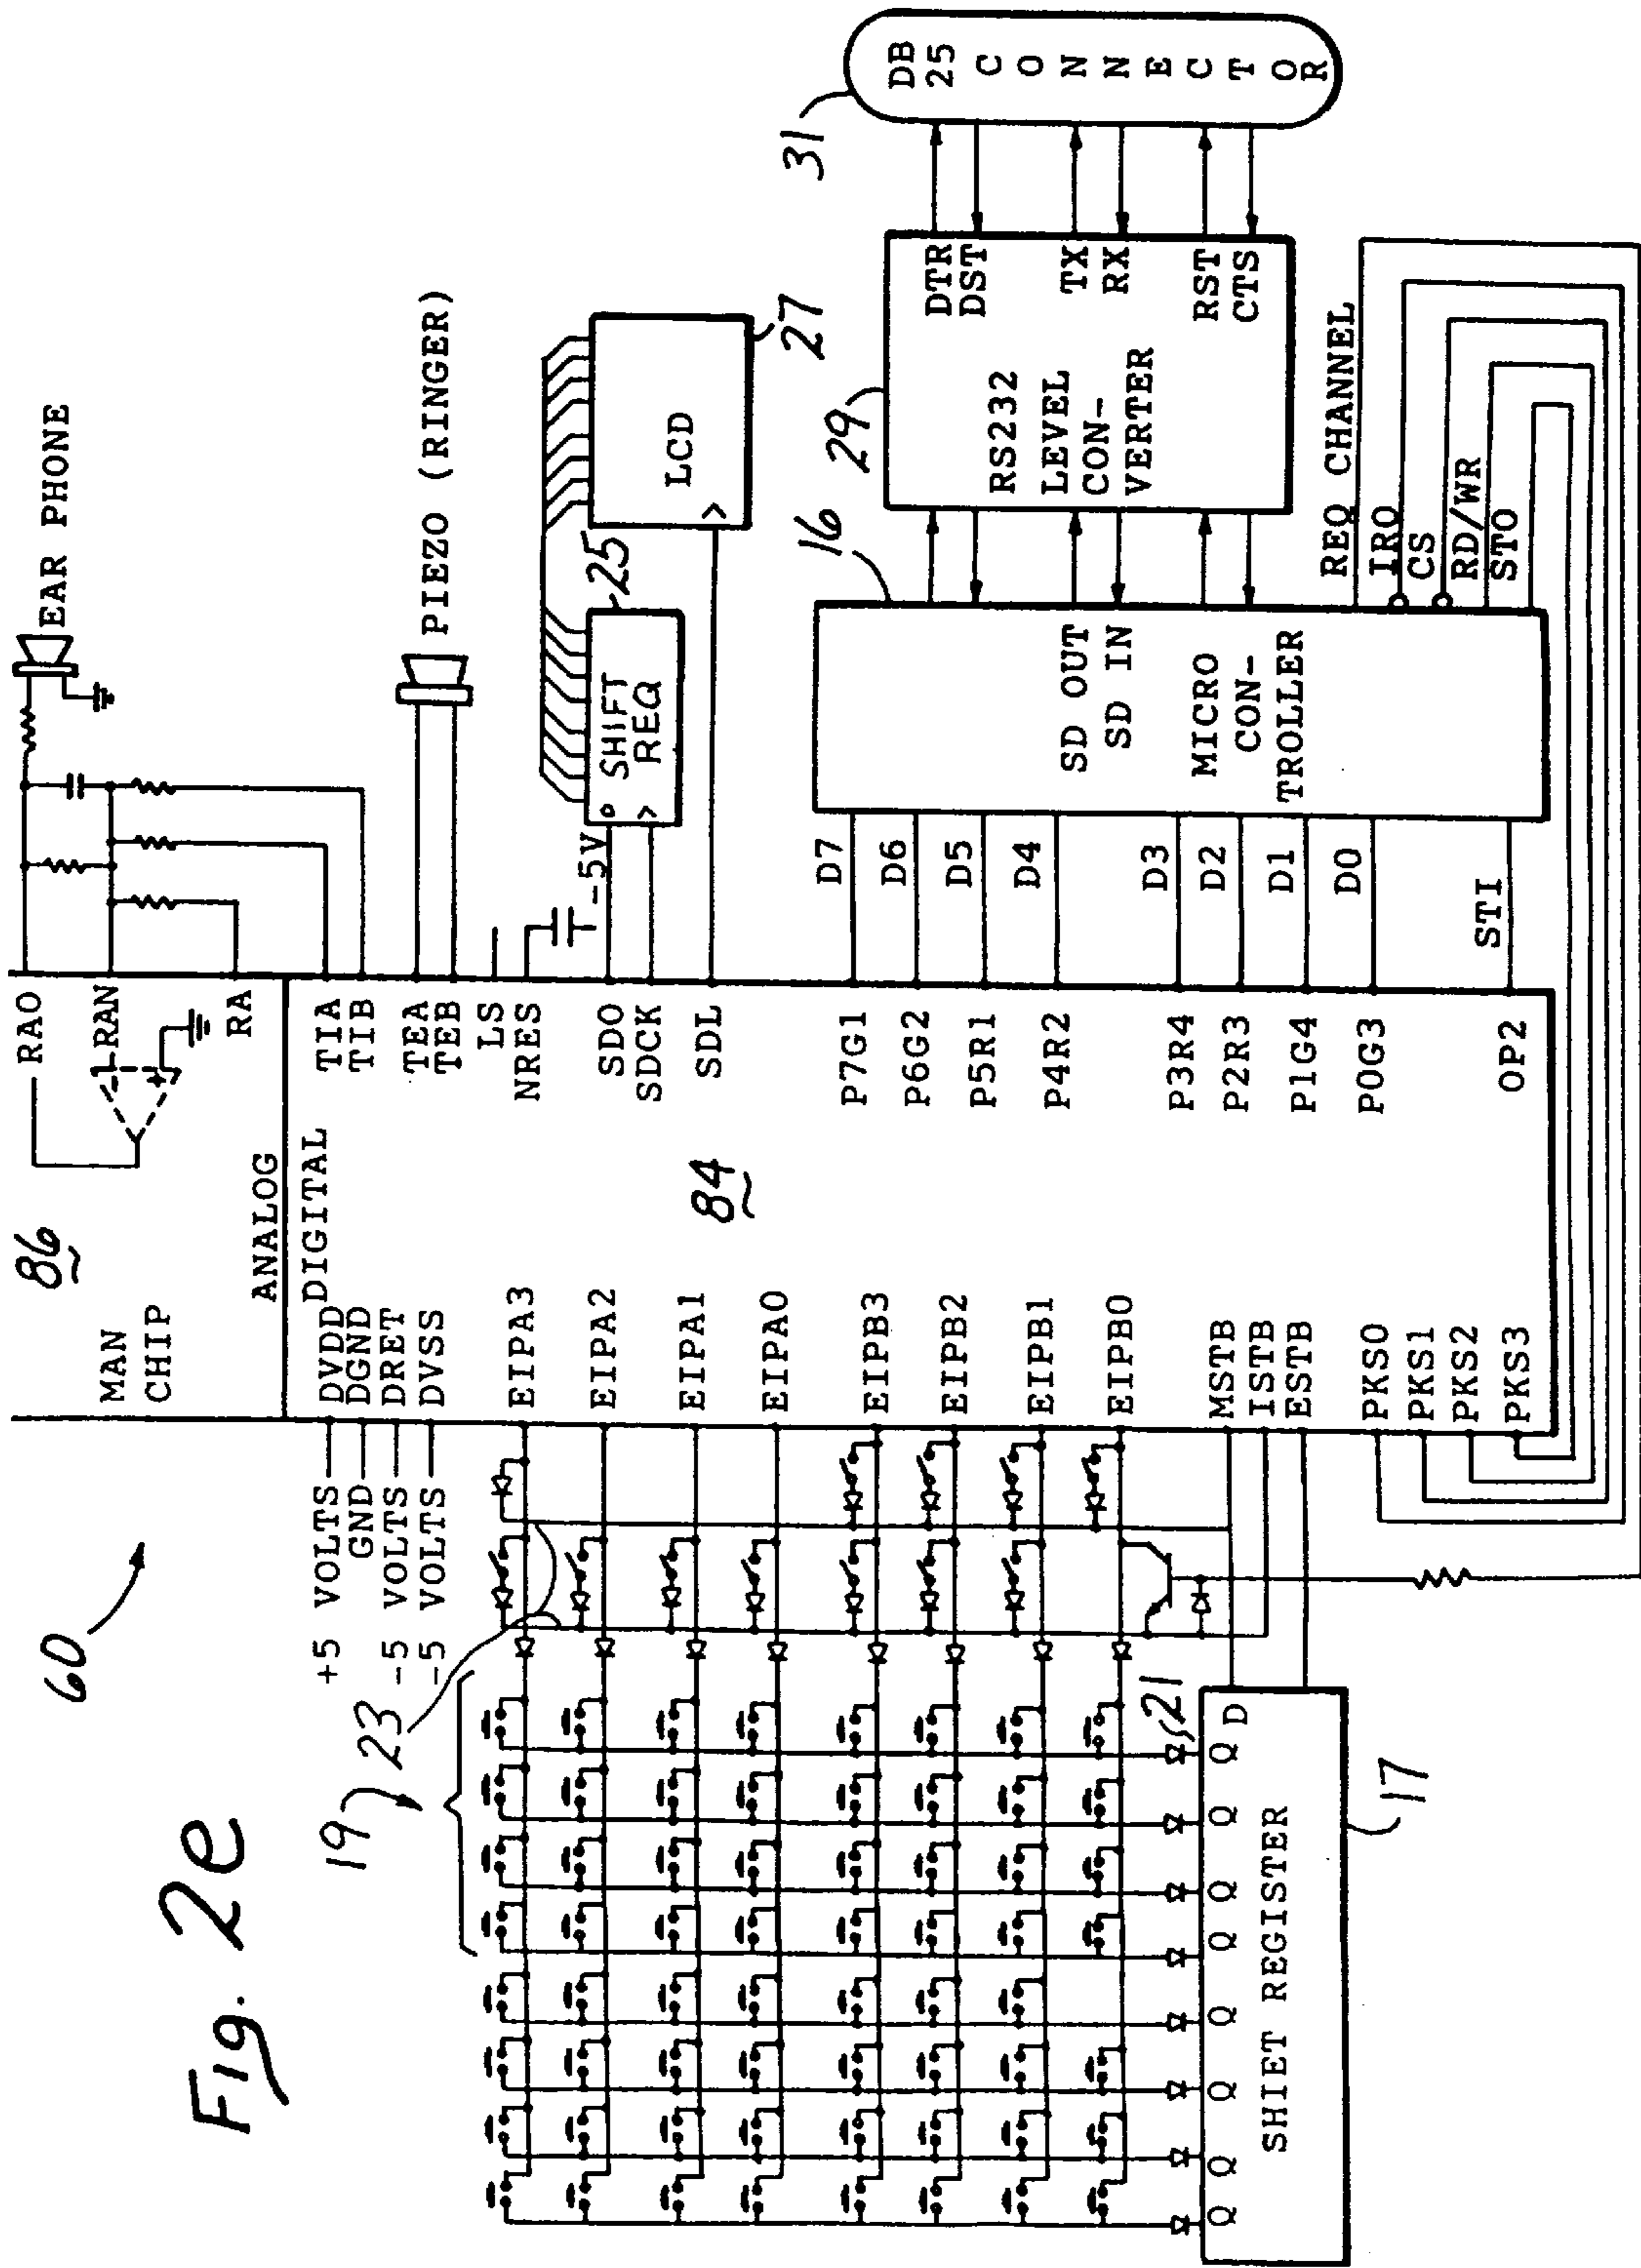 Fig. 2e
60
86
MAN
CHIP
ANALOG
DIGITAL
84
RAO
RAN
RA
- +
EAR PHONE
+5 VOLTS DVDD
GND DGND
-5 VOLTS DRET
-5 VOLTS DVSS
TIA
TIB
TEA
TEB
LS
NRES
SDO
SDCK
SDL
PIEZO (RINGER)
-5V
SHIFT
REQ
25
LCD
27
19
23
EIPA3
EIPA2
EIPA1
EIPA0
EIPB3
EIPB2
EIPB1
EIPB0
MSTB
ISTB
ESTB
PKS0
PKS1
PKS2
PKS3
P7G1
P6G2
P5R1
P4R2
P3R4
P2R3
P1G4
P0G3
OP2
D7
D6
D5
D4
D3
D2
D1
D0
STI
16
SD OUT
SD IN
MICRO
CON-
TROLLER
29
RS232
LEVEL
CON-
VERTER
DTR
DST
TX
RX
RST
CTS
31
DB
25
C
O
N
N
E
C
T
O
R
REQ CHANNEL
IRQ
CS
RD/WR
STO
21
Q Q Q Q Q Q Q Q D
SHIET REGISTER
17